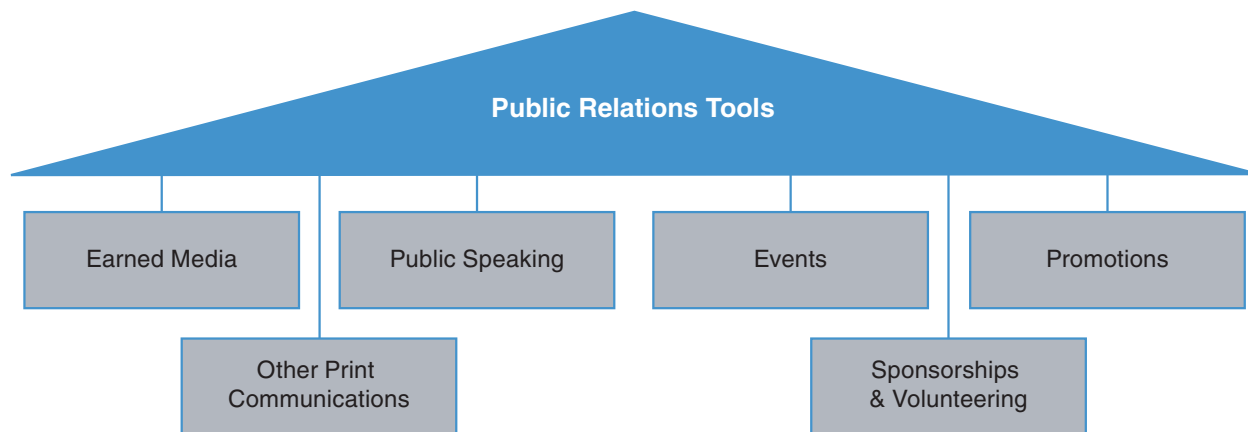 Public Relations Tools
Earned Media
Public Speaking
Events
Promotions
Other Print
Communications
Sponsorships
& Volunteering